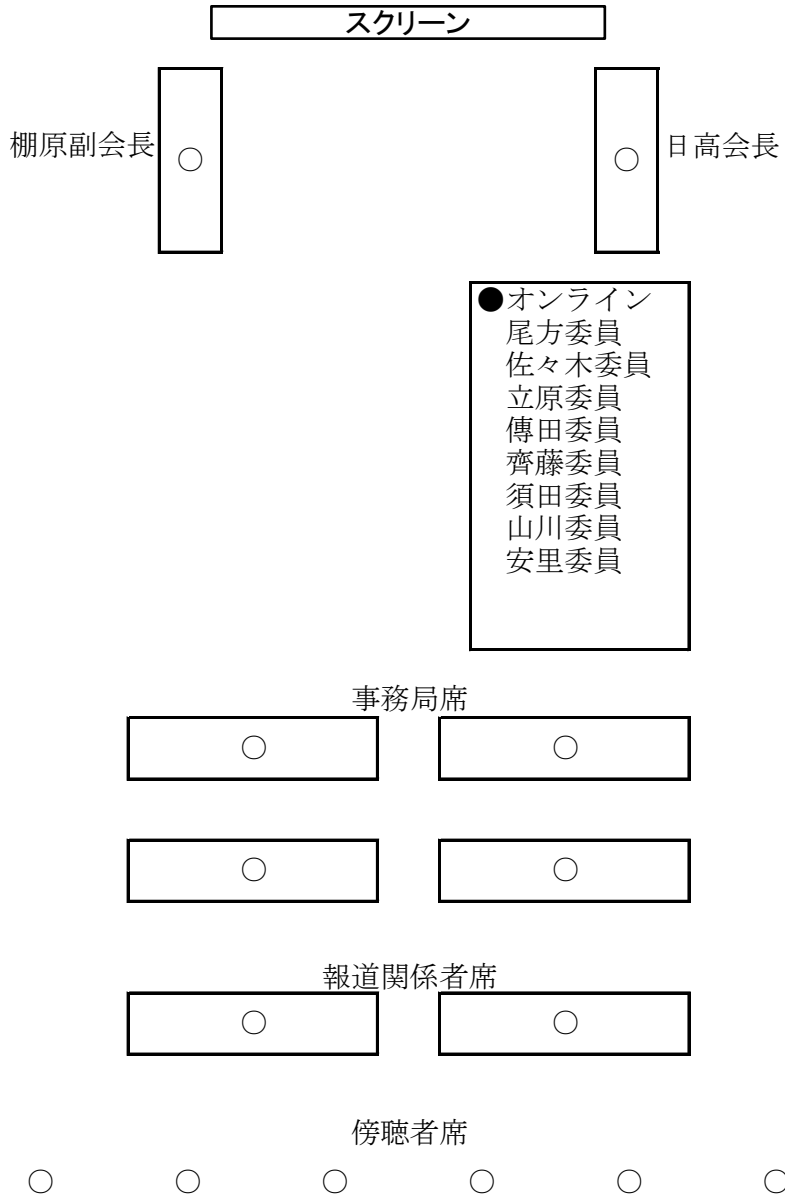 スクリーン
棚原副会長
○
○
日高会長
●オンライン
尾方委員
佐々木委員
立原委員
傳田委員
齊藤委員
須田委員
山川委員
安里委員
事務局席
○ ○
○ ○
報道関係者席
○ ○
傍聴者席
○ ○ ○ ○ ○ ○